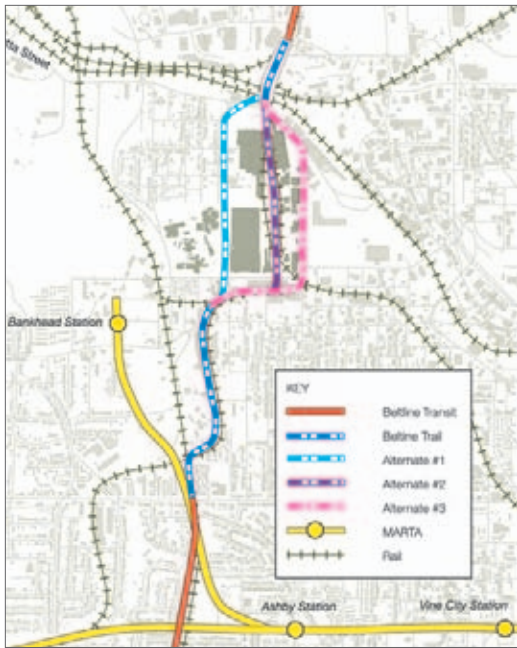 Street
Bankhead Station
KEY
Beltline Transit
Beltline Trail
Alternate #1
Alternate #2
Alternate #3
MARTA
Rail
Ashby Station
Vine City Station